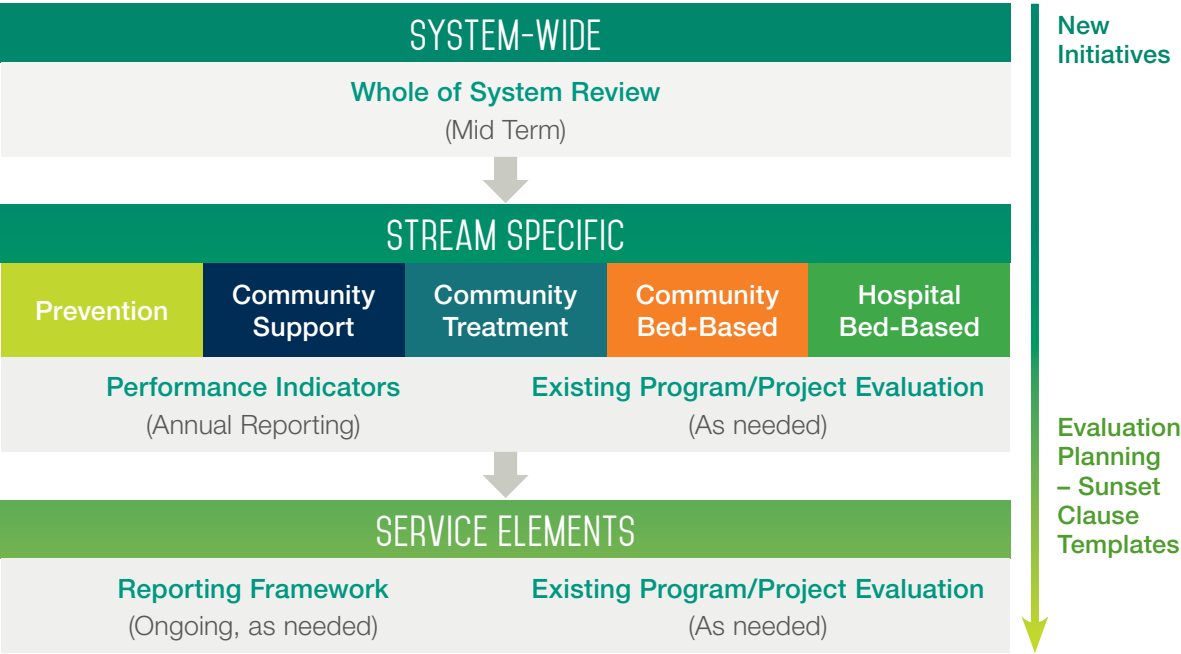 SYSTEM-WIDE
Whole of System Review
(Mid Term)
STREAM SPECIFIC
Prevention
Community
Support
Community
Treatment
Community
Bed-Based
Hospital
Bed-Based
Performance Indicators
(Annual Reporting)
Existing Program/Project Evaluation
(As needed)
SERVICE ELEMENTS
Reporting Framework
(Ongoing, as needed)
Existing Program/Project Evaluation
(As needed)
New
Initiatives
Evaluation
Planning
– Sunset
Clause
Templates